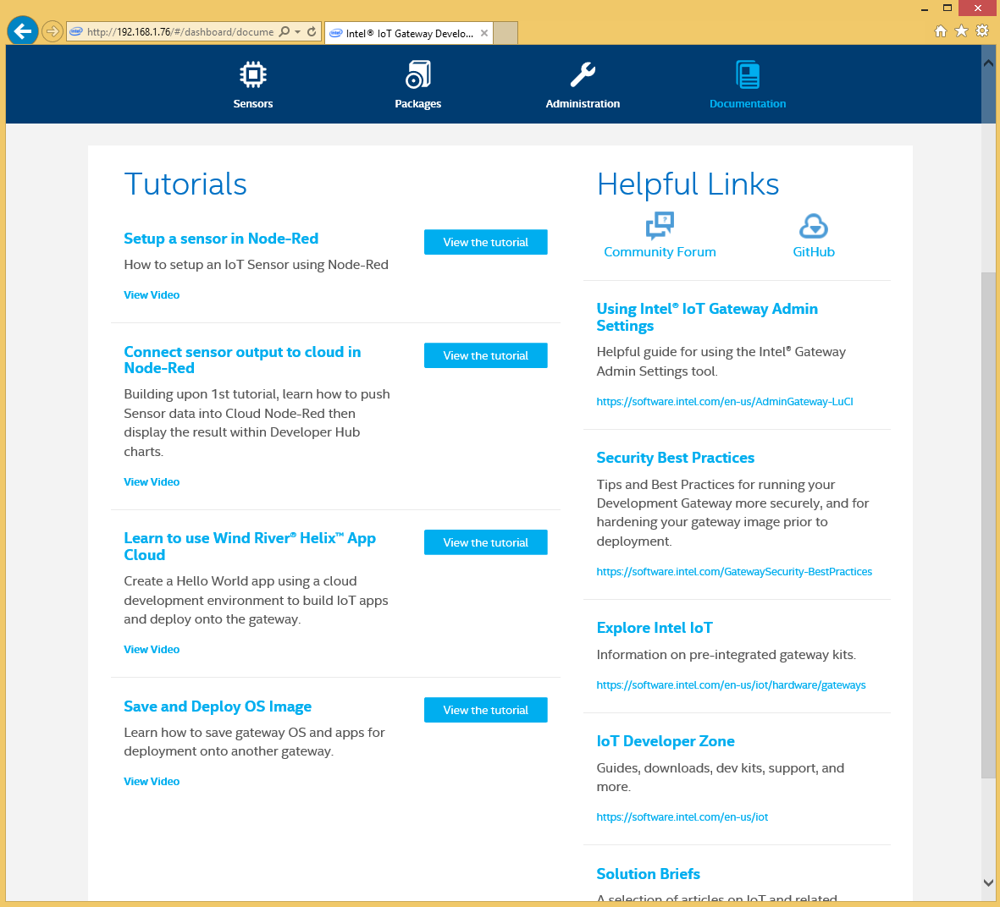 http://192.168.1.76/#/dashboard/docume
Intel® IoT Gateway Develo...
Sensors
Packages
Administration
Documentation
Tutorials
Setup a sensor in Node-Red
View the tutorial
How to setup an IoT Sensor using Node-Red
View Video
Connect sensor output to cloud in
Node-Red
View the tutorial
Building upon 1st tutorial, learn how to push
Sensor data into Cloud Node-Red then
display the result within Developer Hub
charts.
View Video
Learn to use Wind River® Helix™ App
Cloud
View the tutorial
Create a Hello World app using a cloud
development environment to build IoT apps
and deploy onto the gateway.
View Video
Save and Deploy OS Image
View the tutorial
Learn how to save gateway OS and apps for
deployment onto another gateway.
View Video
Helpful Links
Community Forum
GitHub
Using Intel® IoT Gateway Admin
Settings
Helpful guide for using the Intel® Gateway
Admin Settings tool.
https://software.intel.com/en-us/AdminGateway-LuCI
Security Best Practices
Tips and Best Practices for running your
Development Gateway more securely, and for
hardening your gateway image prior to
deployment.
https://software.intel.com/GatewaySecurity-BestPractices
Explore Intel IoT
Information on pre-integrated gateway kits.
https://software.intel.com/en-us/iot/hardware/gateways
IoT Developer Zone
Guides, downloads, dev kits, support, and
more.
https://software.intel.com/en-us/iot
Solution Briefs
A selection of articles on IoT and related